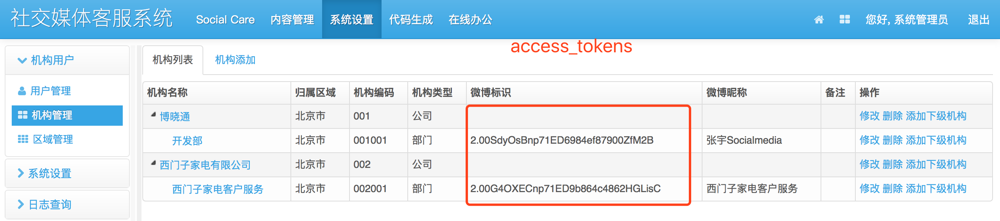 社交媒体客服系统 Social Care 内容管理 系统设置 代码生成 在线办公 您好, 系统管理员 退出
access_tokens
机构用户
用户管理
机构管理
区域管理
系统设置
日志查询
机构列表 机构添加
机构名称 归属区域 机构编码 机构类型 微博标识 微博昵称 备注 操作
博晓通 北京市 001 公司 修改 删除 添加下级机构
开发部 北京市 001001 部门 2.00SdyOsBnp71ED6984ef87900ZfM2B 张宇Socialmedia 修改 删除 添加下级机构
西门子家电有限公司 北京市 002 公司 修改 删除 添加下级机构
西门子家电客户服务 北京市 002001 部门 2.00G4OXECnp71ED9b864c4862HGLisC 西门子家电客户服务 修改 删除 添加下级机构